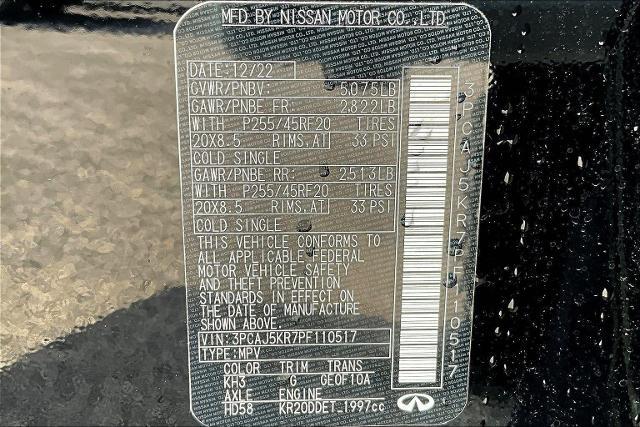 MFD BY NISSAN MOTOR CO.,LTD.
DATE:12/22
GVWR/PNBV: 5075LB
GAWR/PNBE FR: 2822LB
WITH P255/45RF20 TIRES
20X8.5 RIMS,AT 33 PSI
COLD SINGLE
GAWR/PNBE RR: 2513LB
WITH P255/45RF20 TIRES
20X8.5 RIMS,AT 33 PSI
COLD SINGLE
THIS VEHICLE CONFORMS TO
ALL APPLICABLE FEDERAL
MOTOR VEHICLE SAFETY
AND THEFT PREVENTION
STANDARDS IN EFFECT ON
THE DATE OF MANUFACTURE
SHOWN ABOVE.
VIN:3PCAJ5KR7PF110517
TYPE:MPV
COLOR TRIM TRANS
KH3 G GE0F10A
AXLE ENGINE
HD58 KR20DDET 1997cc
3PCAJ5KR7PF110517